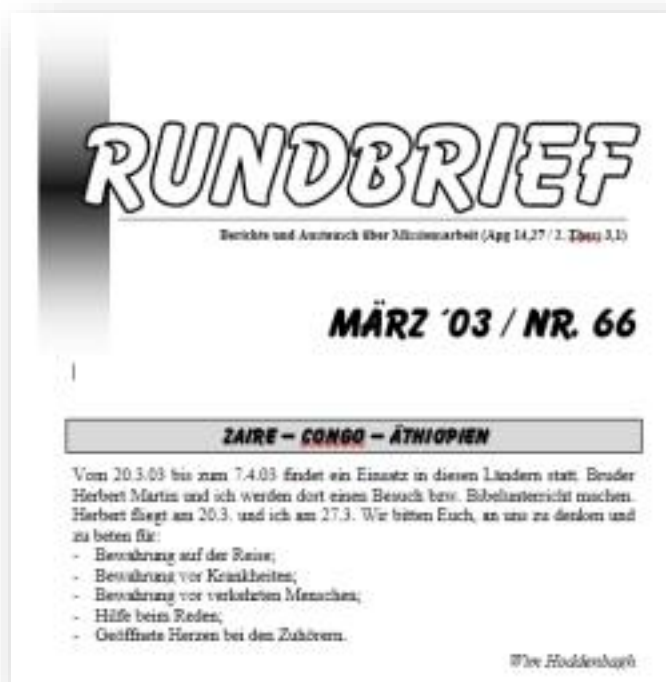 RUNDBRIEF
Berichte und Austausch über Missionsarbeit (Apg 14,27 / 2. Thess 3,1)
MÄRZ ´03 / NR. 66
ZAIRE – CONGO – ÄTHIOPIEN
Vom 20.3.03 bis zum 7.4.03 findet ein Einsatz in diesen Ländern statt. Bruder
Herbert Martin und ich werden dort einen Besuch bzw. Bibelunterricht machen.
Herbert fliegt am 20.3. und ich am 27.3. Wir bitten Euch, an uns zu denken und
zu beten für:
- Bewahrung auf der Reise;
- Bewahrung vor Krankheiten;
- Bewahrung vor verkehrten Menschen;
- Hilfe beim Reden;
- Geöffnete Herzen bei den Zuhörern.
Wim Hoddenbagh